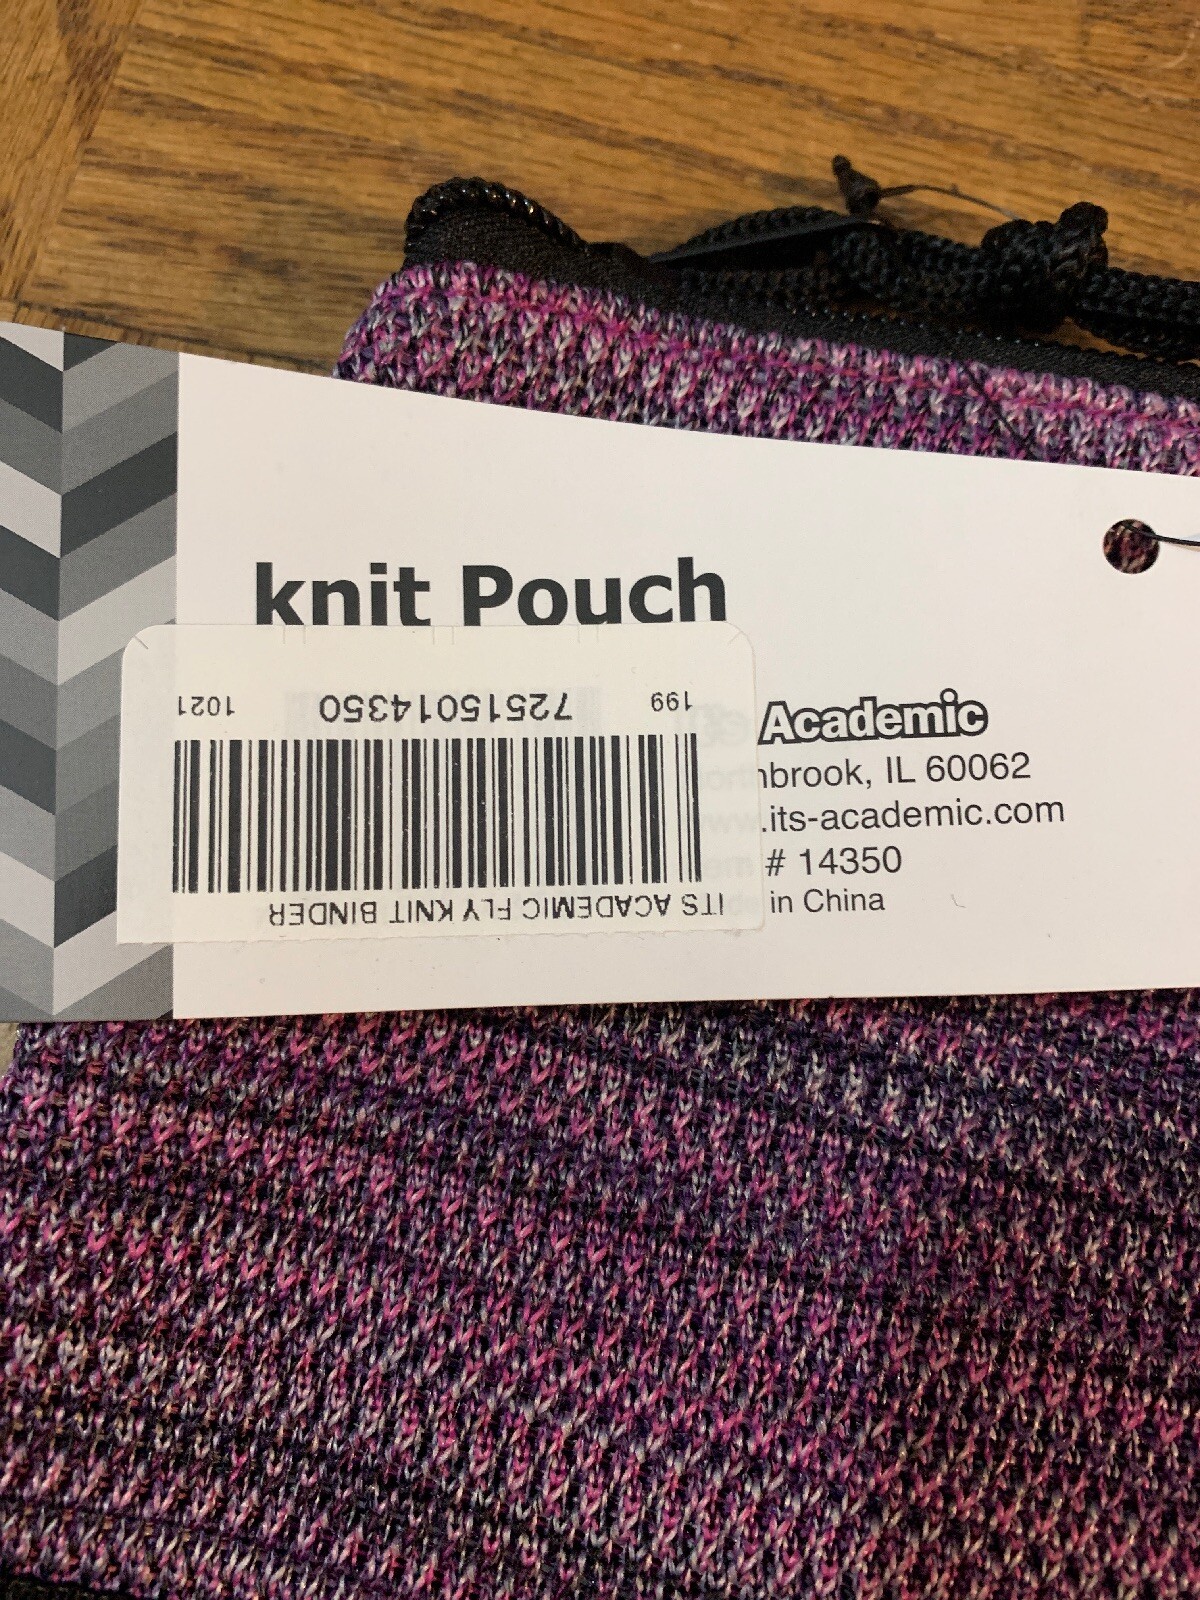 knit Pouch
Academic
nbrook, IL 60062
.its-academic.com
# 14350
in China
ITS ACADEMIC FLY KNIT BINDER
199 72515014350 1021